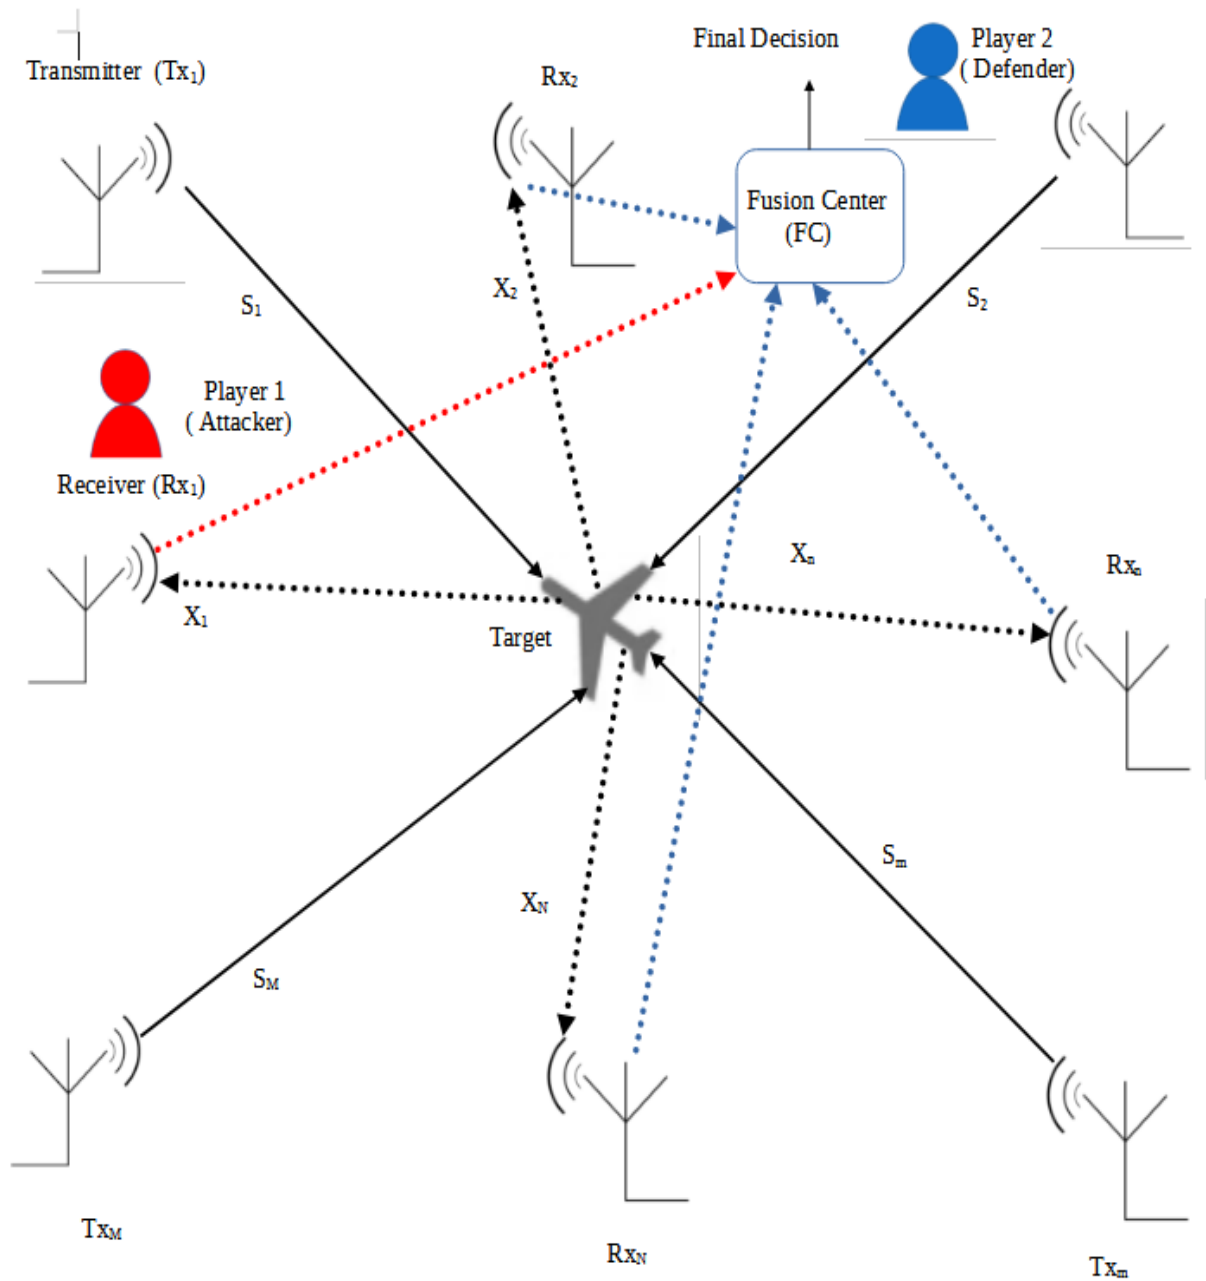 Final Decision
Player 2
( Defender)
Transmitter (Tx₁)
Rx₂
Fusion Center
(FC)
X₂
S₁
S₂
Player 1
( Attacker)
Receiver (Rx₁)
Xₙ
Rxₙ
X₁
Target
Sₘ
X_N
S_M
Tx_M
Rx_N
Txₘ